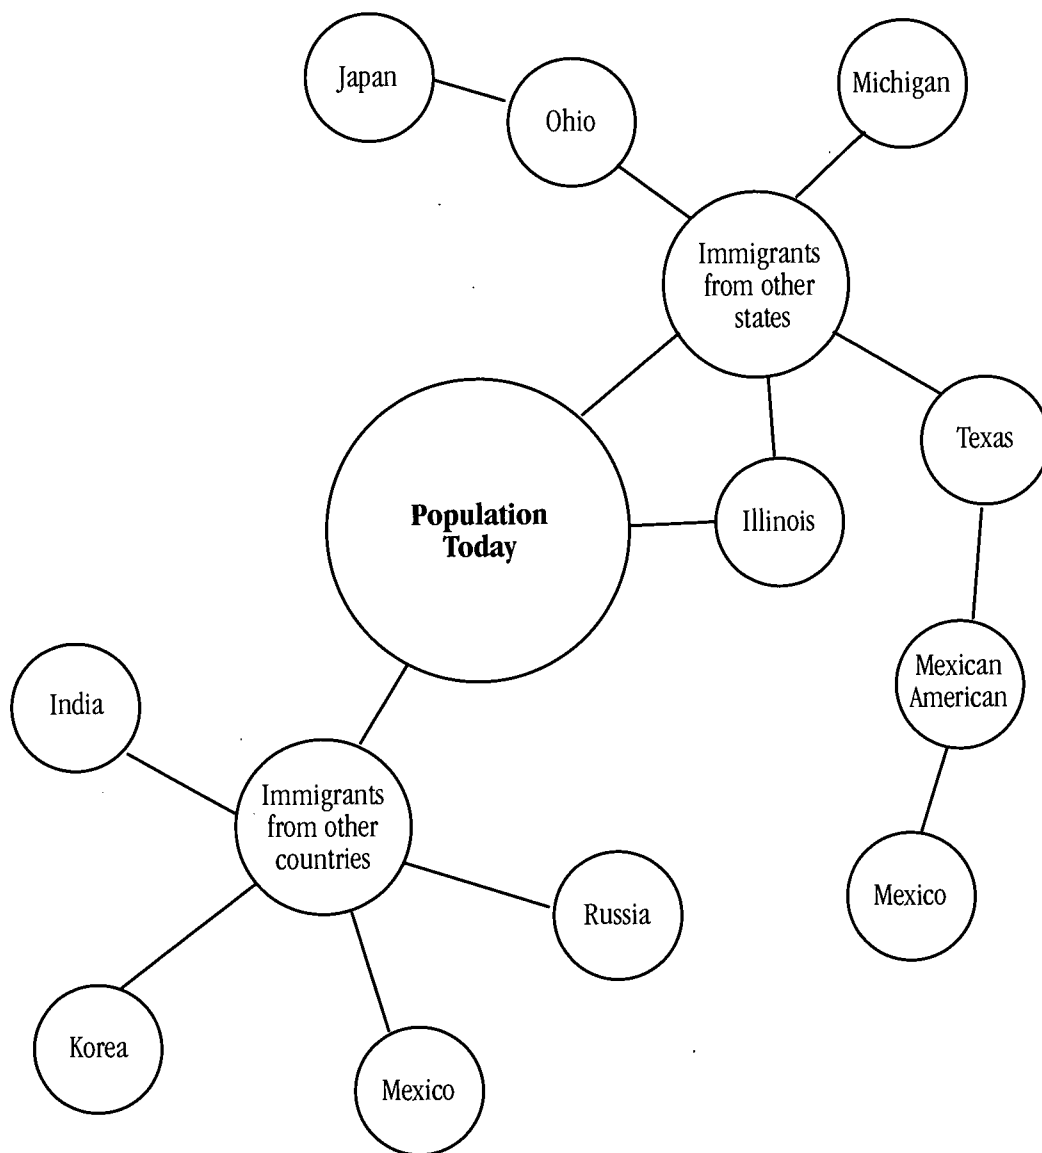 Japan
Ohio
Michigan
Immigrants
from other
states
Texas
Population
Today
Illinois
Mexican
American
India
Immigrants
from other
countries
Russia
Mexico
Korea
Mexico